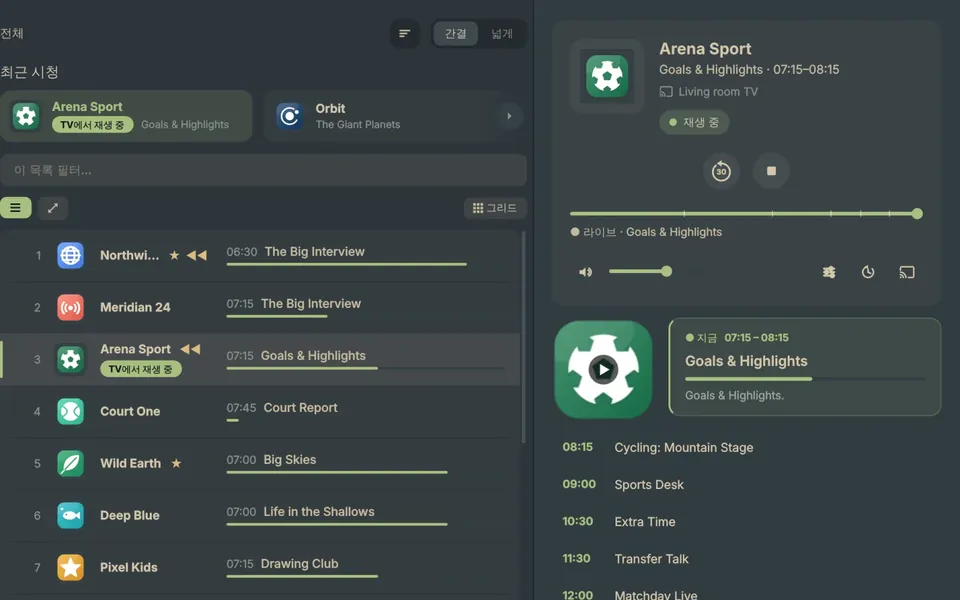 전체
간결
넓게
최근 시청
Arena Sport
TV에서 재생 중
Goals & Highlights
Orbit
The Giant Planets
이 목록 필터...
그리드
1
Northwi...
06:30 The Big Interview
2
Meridian 24
07:15 The Big Interview
3
Arena Sport
TV에서 재생 중
07:15 Goals & Highlights
4
Court One
07:45 Court Report
5
Wild Earth
07:00 Big Skies
6
Deep Blue
07:00 Life in the Shallows
7
Pixel Kids
07:15 Drawing Club
Arena Sport
Goals & Highlights · 07:15–08:15
Living room TV
재생 중
30
라이브 · Goals & Highlights
지금 07:15 – 08:15
Goals & Highlights
Goals & Highlights.
08:15 Cycling: Mountain Stage
09:00 Sports Desk
10:30 Extra Time
11:30 Transfer Talk
12:00 Matchday Live